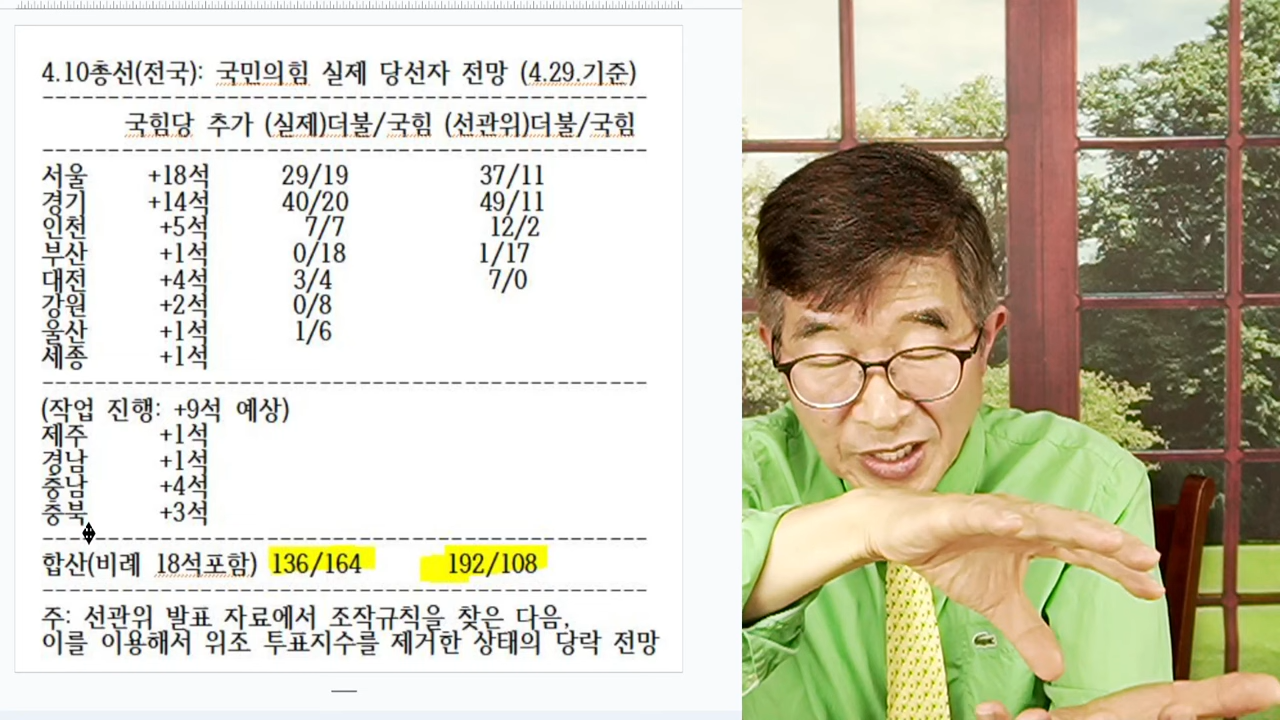 4.10총선(전국): 국민의힘 실제 당선자 전망 (4.29.기준)
국힘당 추가 (실제)더불/국힘 (선관위)더불/국힘
서울 +18석 29/19 37/11
경기 +14석 40/20 49/11
인천 +5석 7/7 12/2
부산 +1석 0/18 1/17
대전 +4석 3/4 7/0
강원 +2석 0/8
울산 +1석 1/6
세종 +1석
(작업 진행: +9석 예상)
제주 +1석
경남 +1석
충남 +4석
충북 +3석
합산(비례 18석포함) 136/164 192/108
주: 선관위 발표 자료에서 조작규칙을 찾은 다음,
이를 이용해서 위조 투표지수를 제거한 상태의 당락 전망